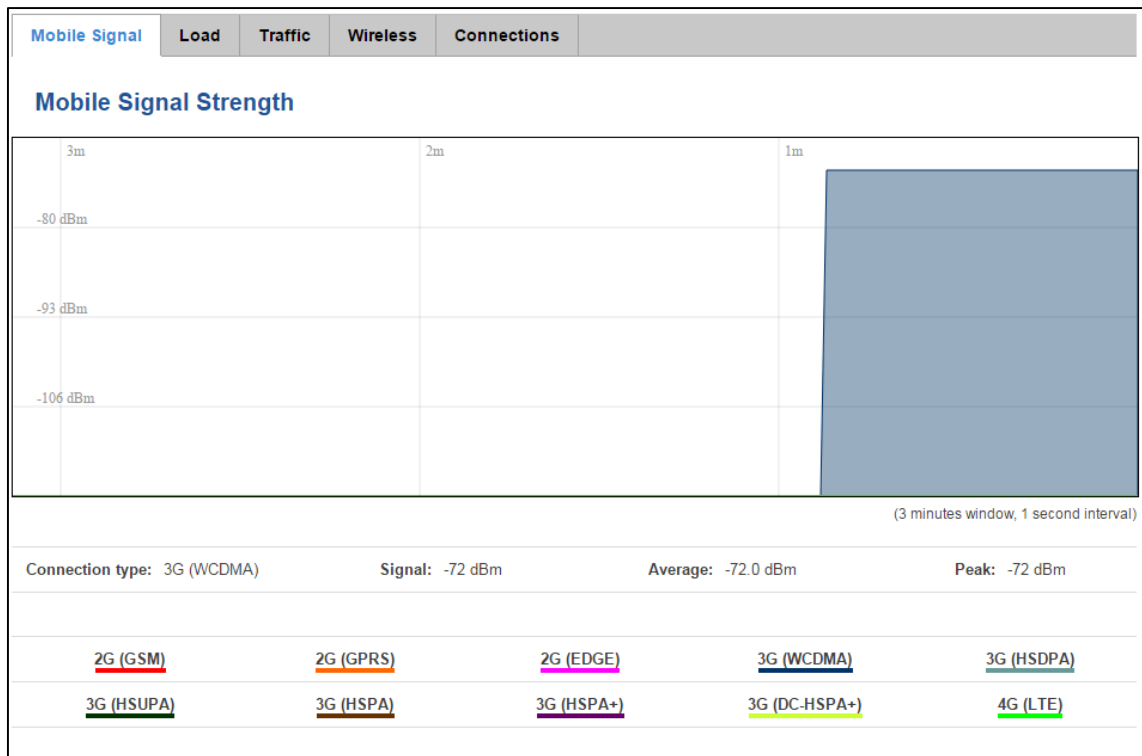 Mobile Signal Load Traffic Wireless Connections
Mobile Signal Strength
3m 2m 1m
-80 dBm
-93 dBm
-106 dBm
(3 minutes window, 1 second interval)
Connection type: 3G (WCDMA) Signal: -72 dBm Average: -72.0 dBm Peak: -72 dBm
2G (GSM) 2G (GPRS) 2G (EDGE) 3G (WCDMA) 3G (HSDPA)
3G (HSUPA) 3G (HSPA) 3G (HSPA+) 3G (DC-HSPA+) 4G (LTE)